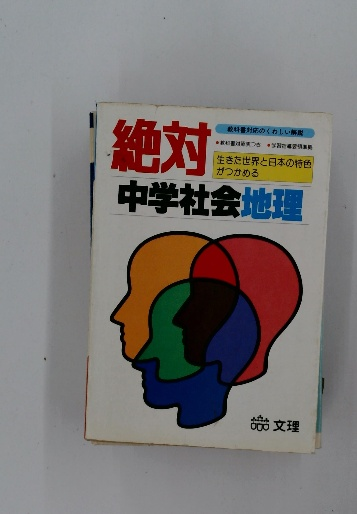 教科書対応のくわしい解説
絶対
生きた世界と日本の特色
がつかめる
中学社会地理
文理